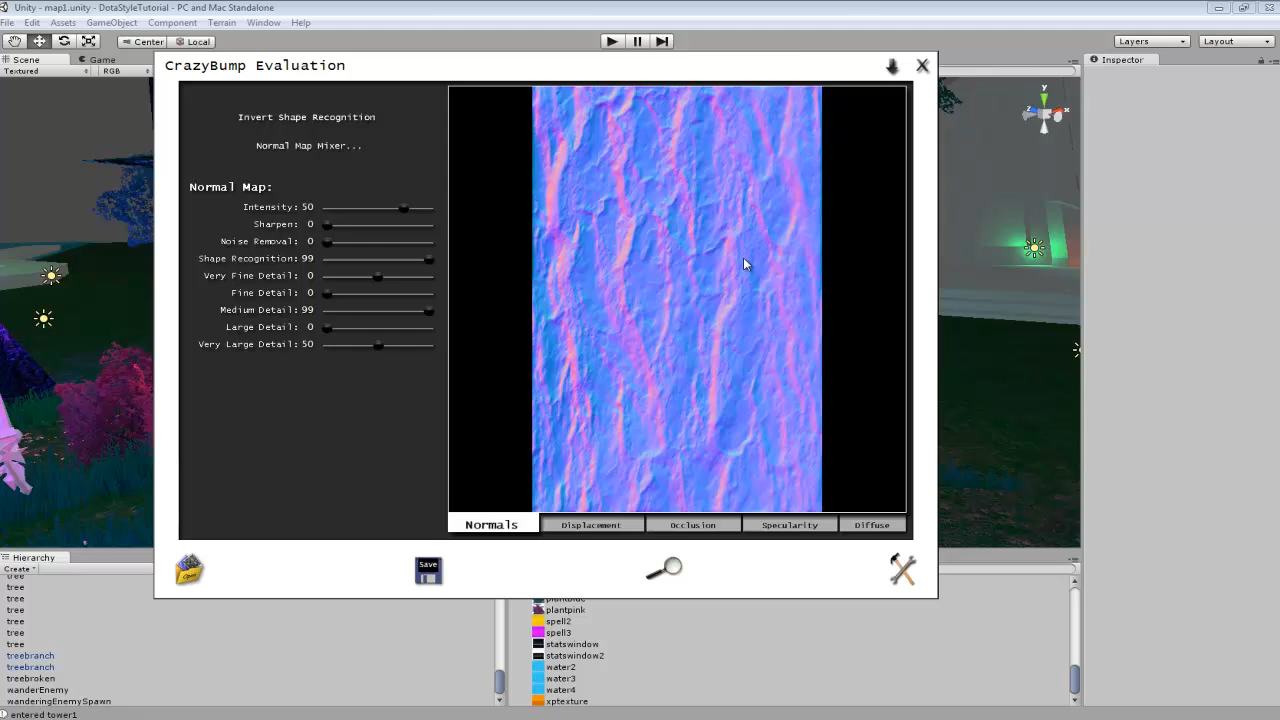 Unity - map1.unity - DotaStyleTutorial - PC and Mac Standalone
File Edit Assets GameObject Component Terrain Window Help
Center Local Layers Layout
Scene Game Inspector
Textured RGB
CrazyBump Evaluation
Invert Shape Recognition
Normal Map Mixer...
Normal Map:
Intensity: 50
Sharpen: 0
Noise Removal: 0
Shape Recognition: 99
Very Fine Detail: 0
Fine Detail: 0
Medium Detail: 99
Large Detail: 0
Very Large Detail: 50
Normals Displacement Occlusion Specularity Diffuse
Open Save
Hierarchy
Create
tree
tree
tree
tree
tree
tree
tree
treebranch
treebranch
treebroken
wanderEnemy
wanderingEnemySpawn
plantblue
plantpink
spell2
spell3
statswindow
statswindow2
water2
water3
water4
xptexture
entered tower1
y
z
x